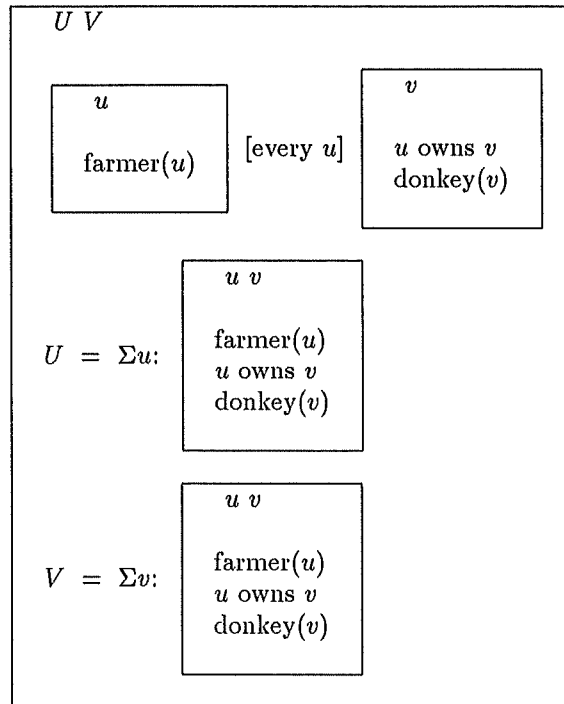 U V
u
farmer(u)
[every u]
v
u owns v
donkey(v)
U = Σu:
u v
farmer(u)
u owns v
donkey(v)
V = Σv:
u v
farmer(u)
u owns v
donkey(v)